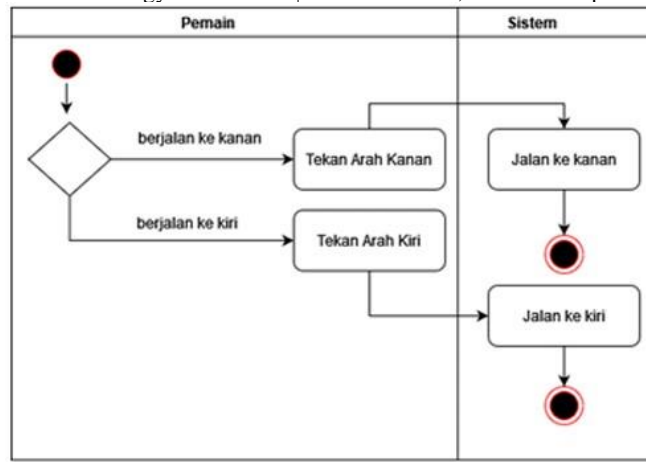 Pemain
Sistem
berjalan ke kanan
Tekan Arah Kanan
Jalan ke kanan
berjalan ke kiri
Tekan Arah Kiri
Jalan ke kiri